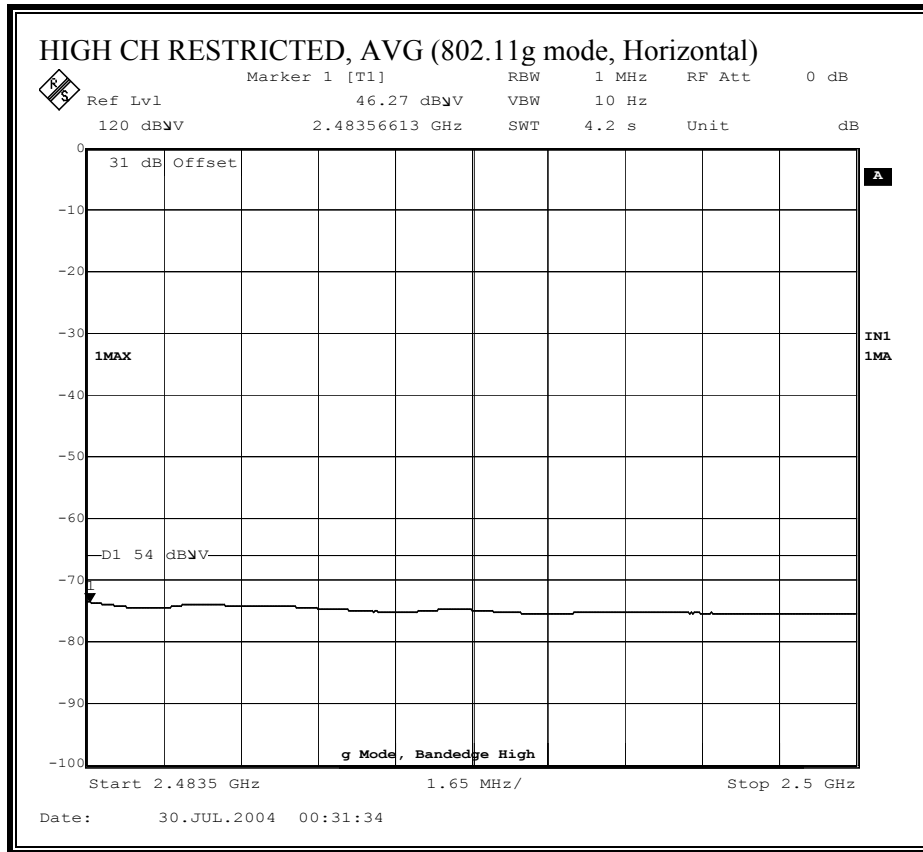 HIGH CH RESTRICTED, AVG (802.11g mode, Horizontal)
R S
Marker 1 [T1] RBW 1 MHz RF Att 0 dB
Ref Lvl 46.27 dBµV VBW 10 Hz
120 dBµV 2.48356613 GHz SWT 4.2 s Unit dB
0
31 dB Offset
A
-10
-20
-30
IN1
1MAX 1MA
-40
-50
-60
D1 54 dBµV
-70
1
-80
-90
g Mode, Bandedge High
-100
Start 2.4835 GHz 1.65 MHz/ Stop 2.5 GHz
Date: 30.JUL.2004 00:31:34